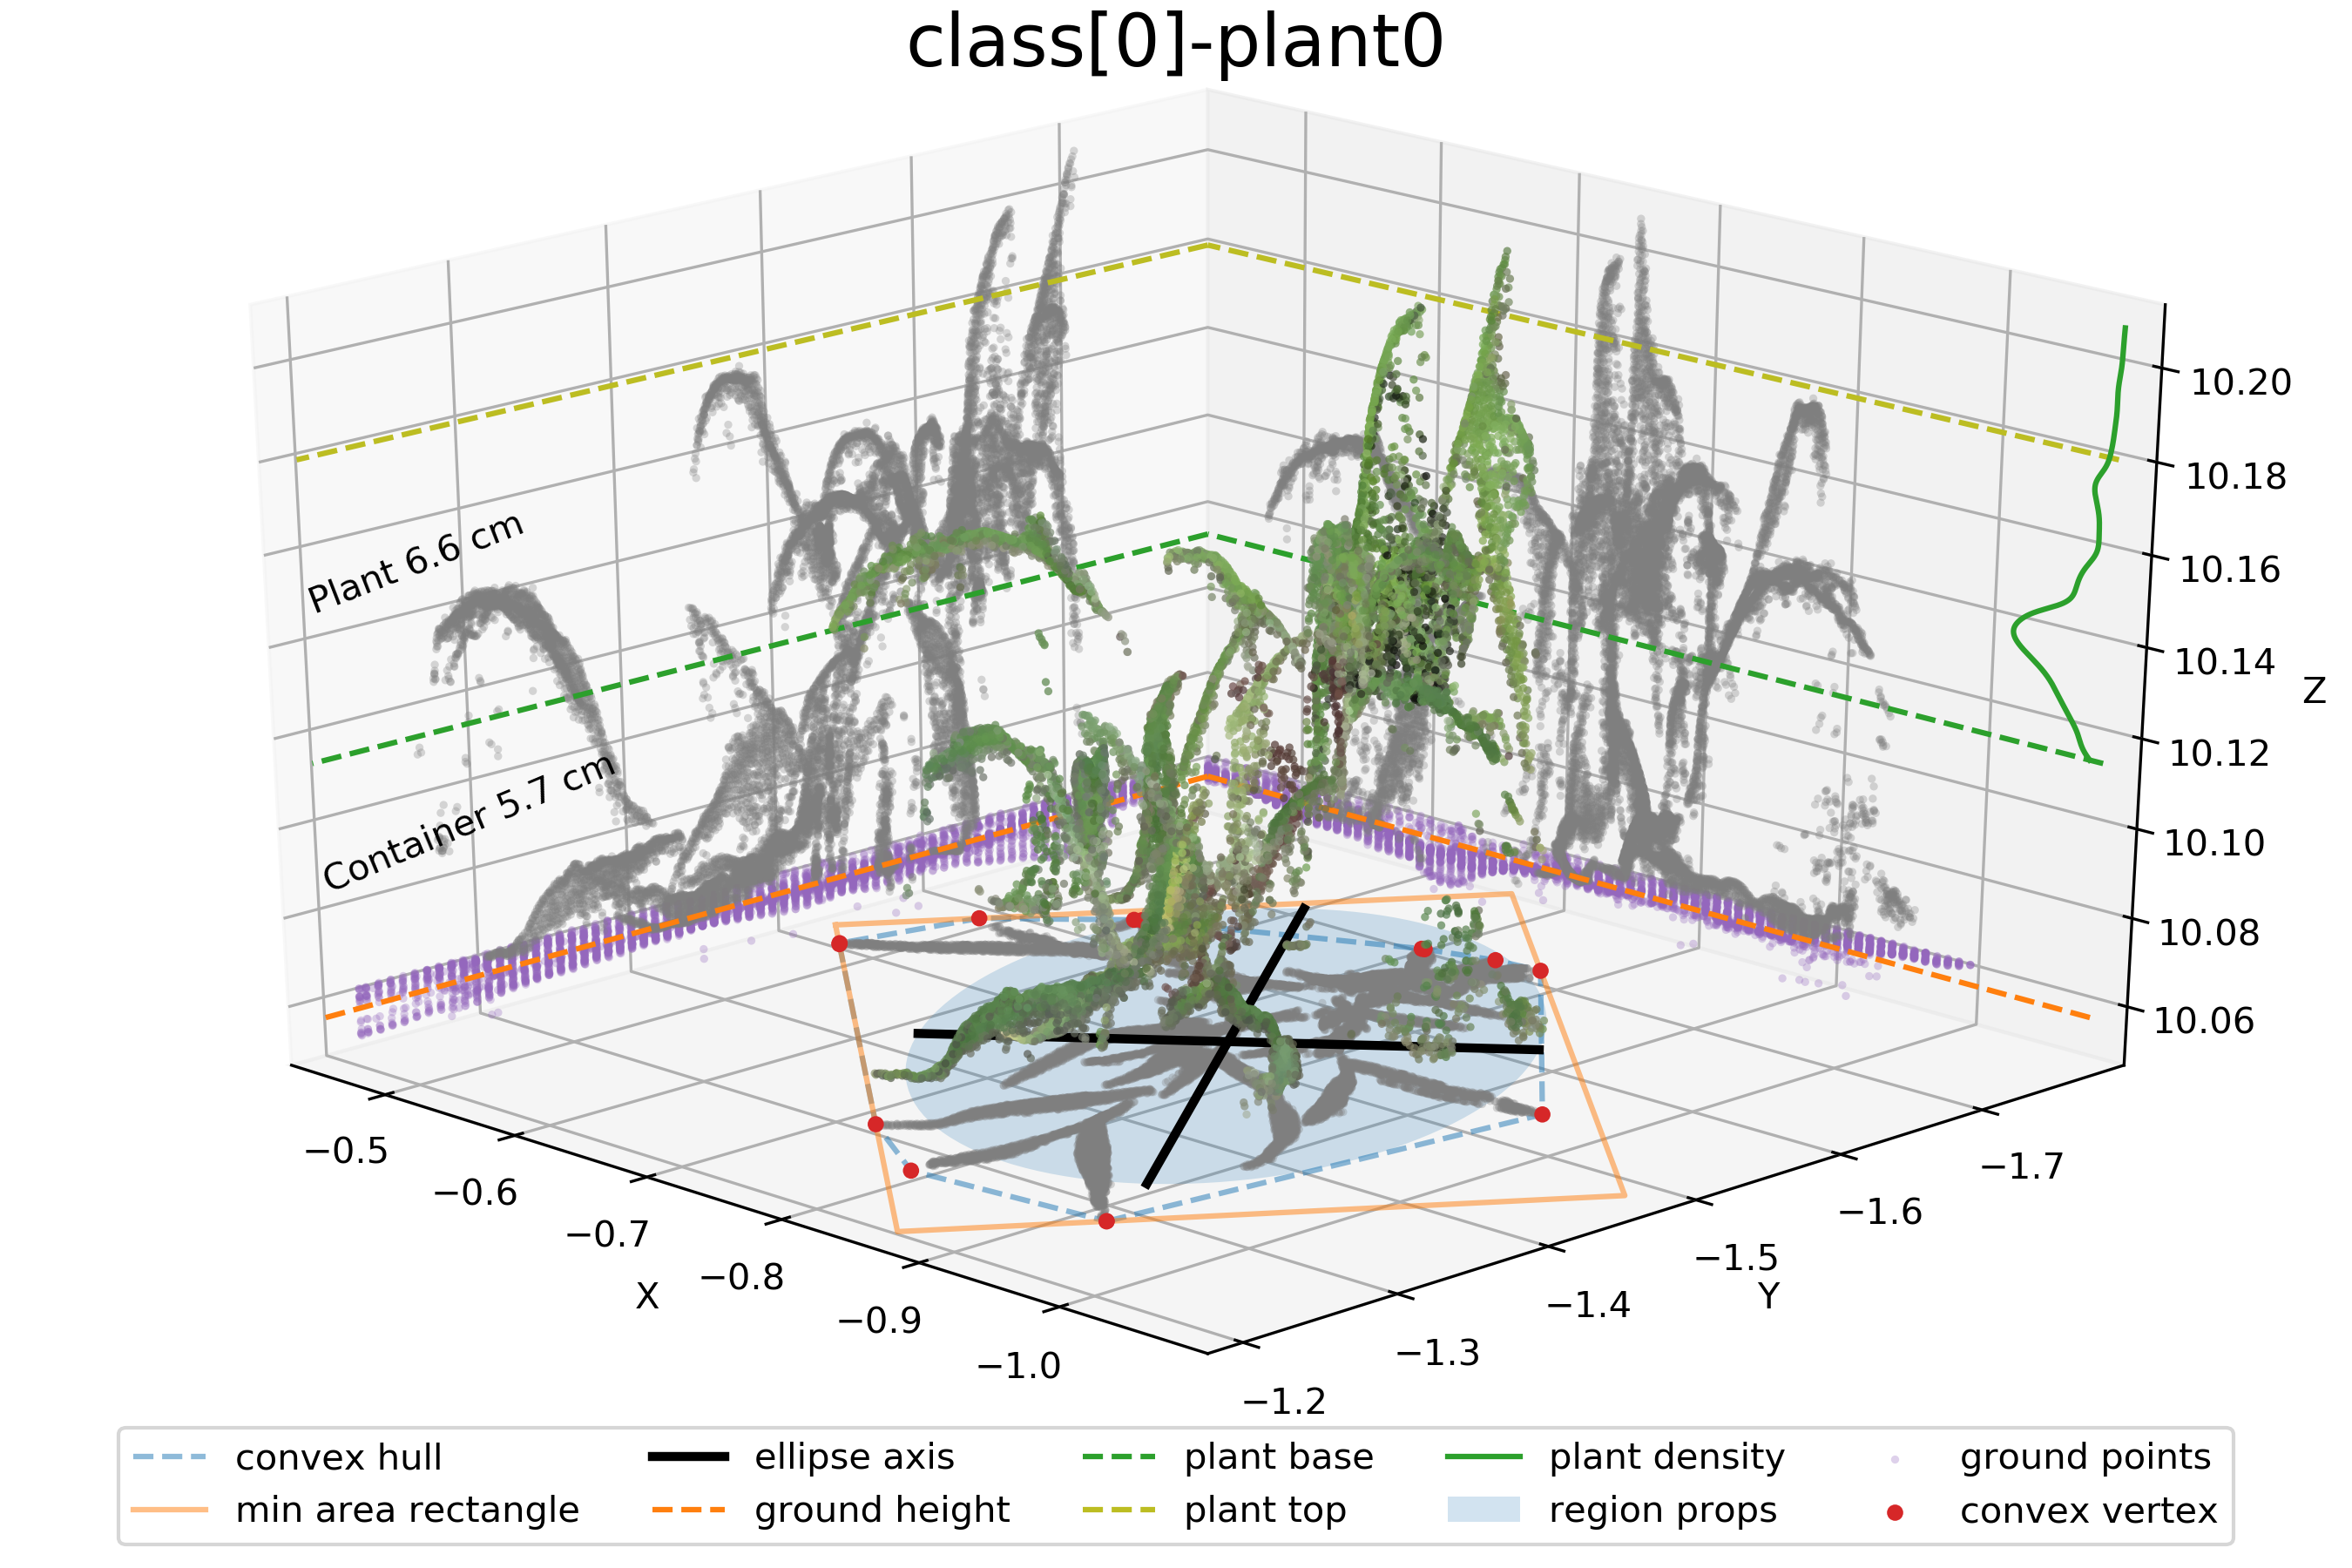 class[0]-plant0
Plant 6.6 cm
Container 5.7 cm
10.20
10.18
10.16
10.14
10.12
10.10
10.08
10.06
Z
−0.5
−0.6
−0.7
−0.8
−0.9
−1.0
X
−1.2
−1.3
−1.4
−1.5
−1.6
−1.7
Y
convex hull
min area rectangle
ellipse axis
ground height
plant base
plant top
plant density
region props
ground points
convex vertex